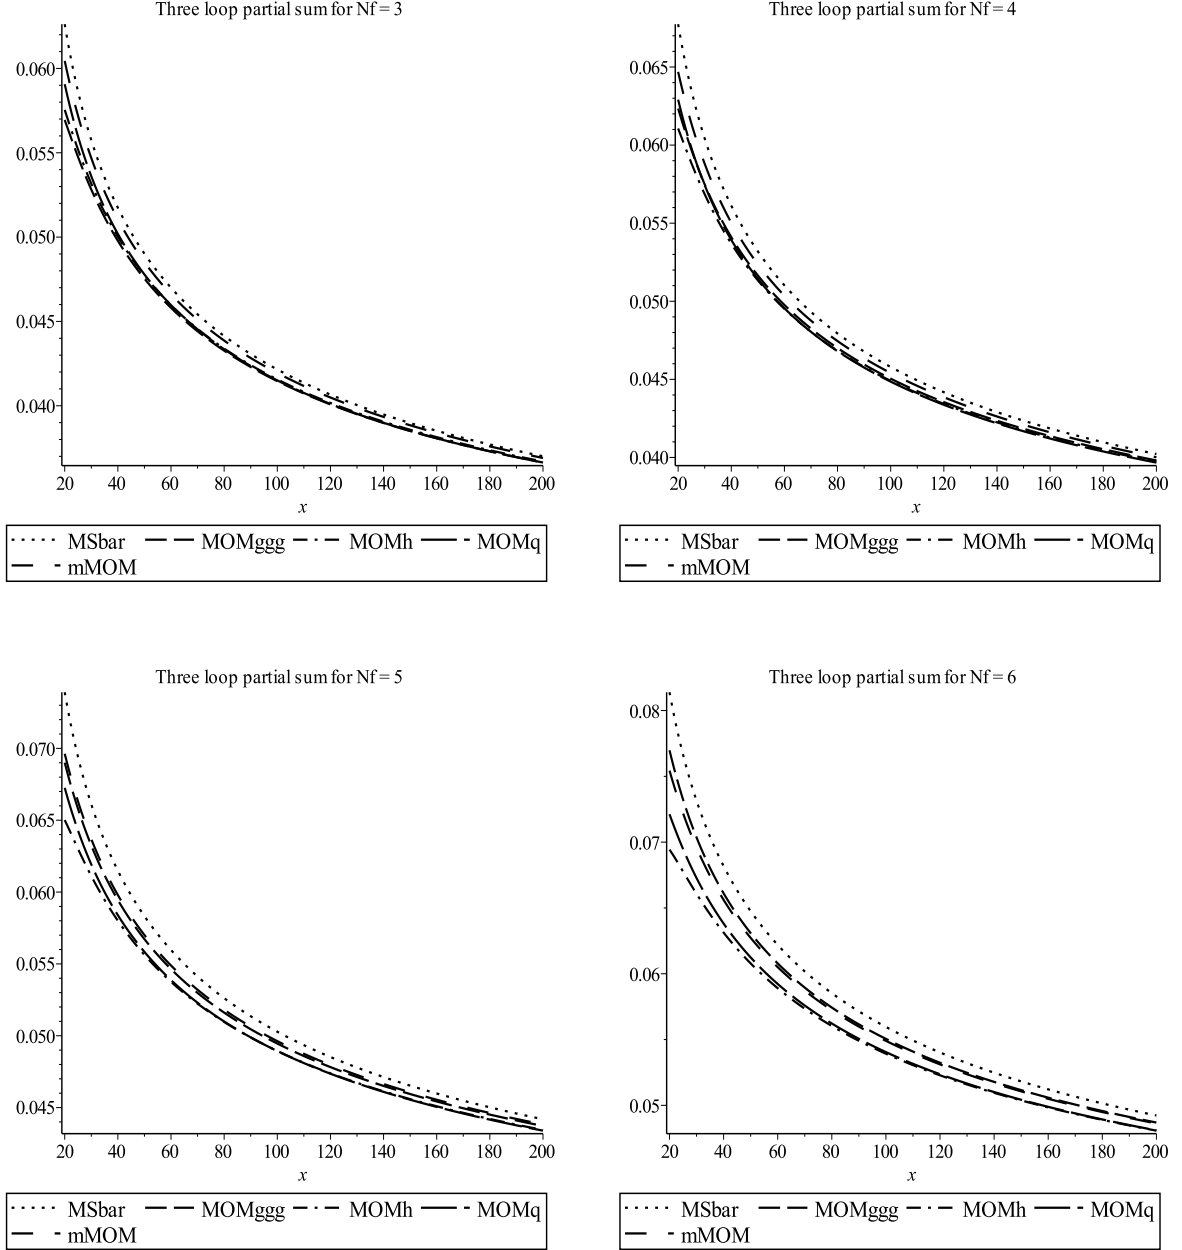 Three loop partial sum for Nf = 3
0.060
0.055
0.050
0.045
0.040
20 40 60 80 100 120 140 160 180 200
x
MSbar MOMggg MOMh MOMq
mMOM
Three loop partial sum for Nf = 4
0.065
0.060
0.055
0.050
0.045
0.040
20 40 60 80 100 120 140 160 180 200
x
MSbar MOMggg MOMh MOMq
mMOM
Three loop partial sum for Nf = 5
0.070
0.065
0.060
0.055
0.050
0.045
20 40 60 80 100 120 140 160 180 200
x
MSbar MOMggg MOMh MOMq
mMOM
Three loop partial sum for Nf = 6
0.08
0.07
0.06
0.05
20 40 60 80 100 120 140 160 180 200
x
MSbar MOMggg MOMh MOMq
mMOM